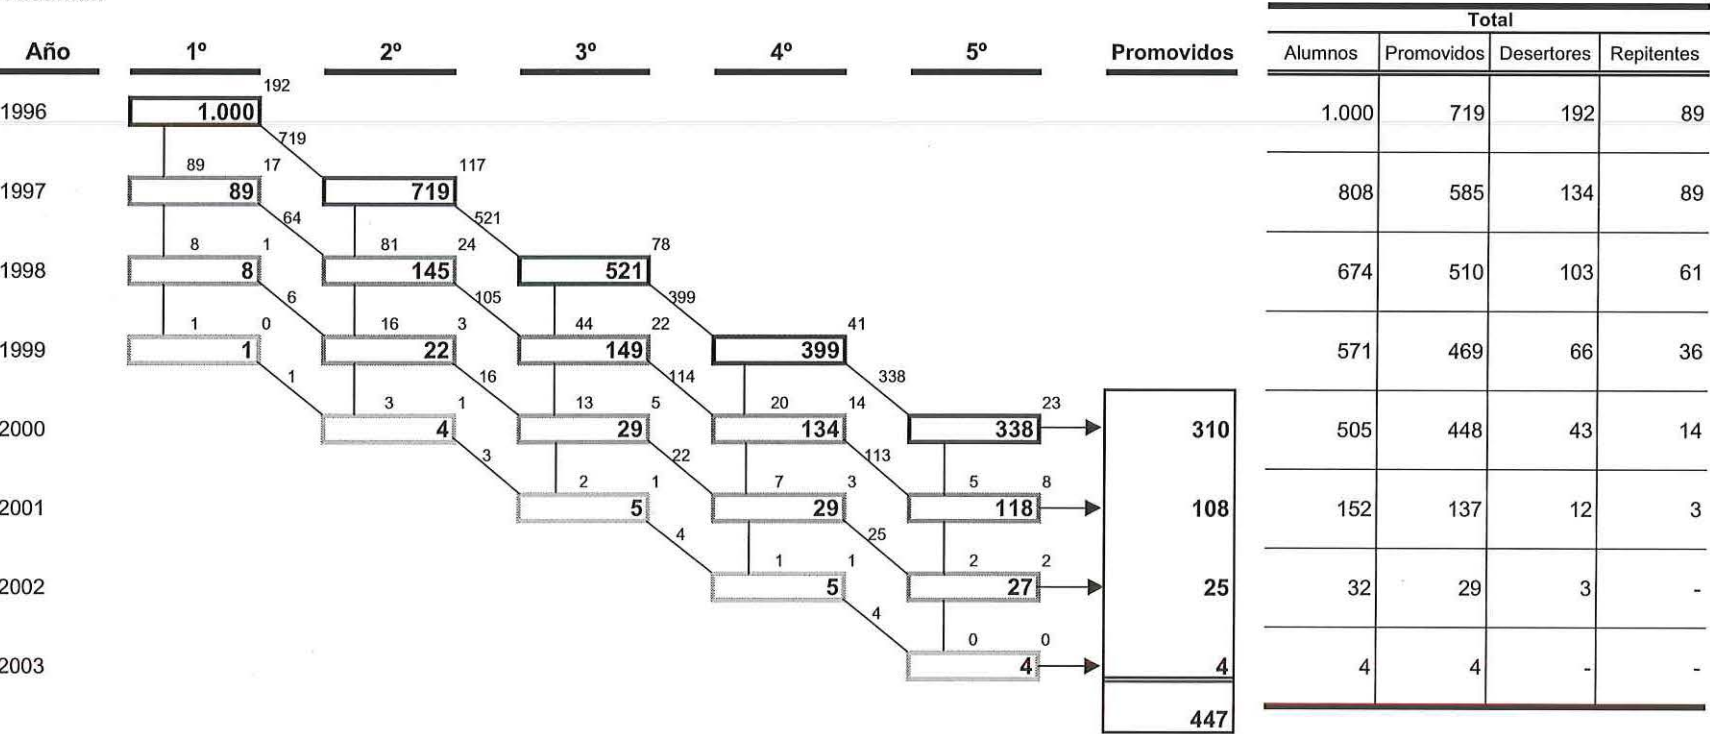 Total
Año 1º 2º 3º 4º 5º Promovidos Alumnos Promovidos Desertores Repitentes
192
1996 1.000 1.000 719 192 89
719
89 17 117
1997 89 719 808 585 134 89
64 521
8 1 81 24 78
1998 8 145 521 674 510 103 61
6 105 399
1 0 16 3 44 22 41
1999 1 22 149 399 571 469 66 36
1 16 114 338
3 1 13 5 20 14 23
2000 4 29 134 338 310 505 448 43 14
3 22 113
2 1 7 3 5 8
2001 5 29 118 108 152 137 12 3
4 25
1 1 2 2
2002 5 27 25 32 29 3 -
4
0 0
2003 4 4 4 4 - -
447